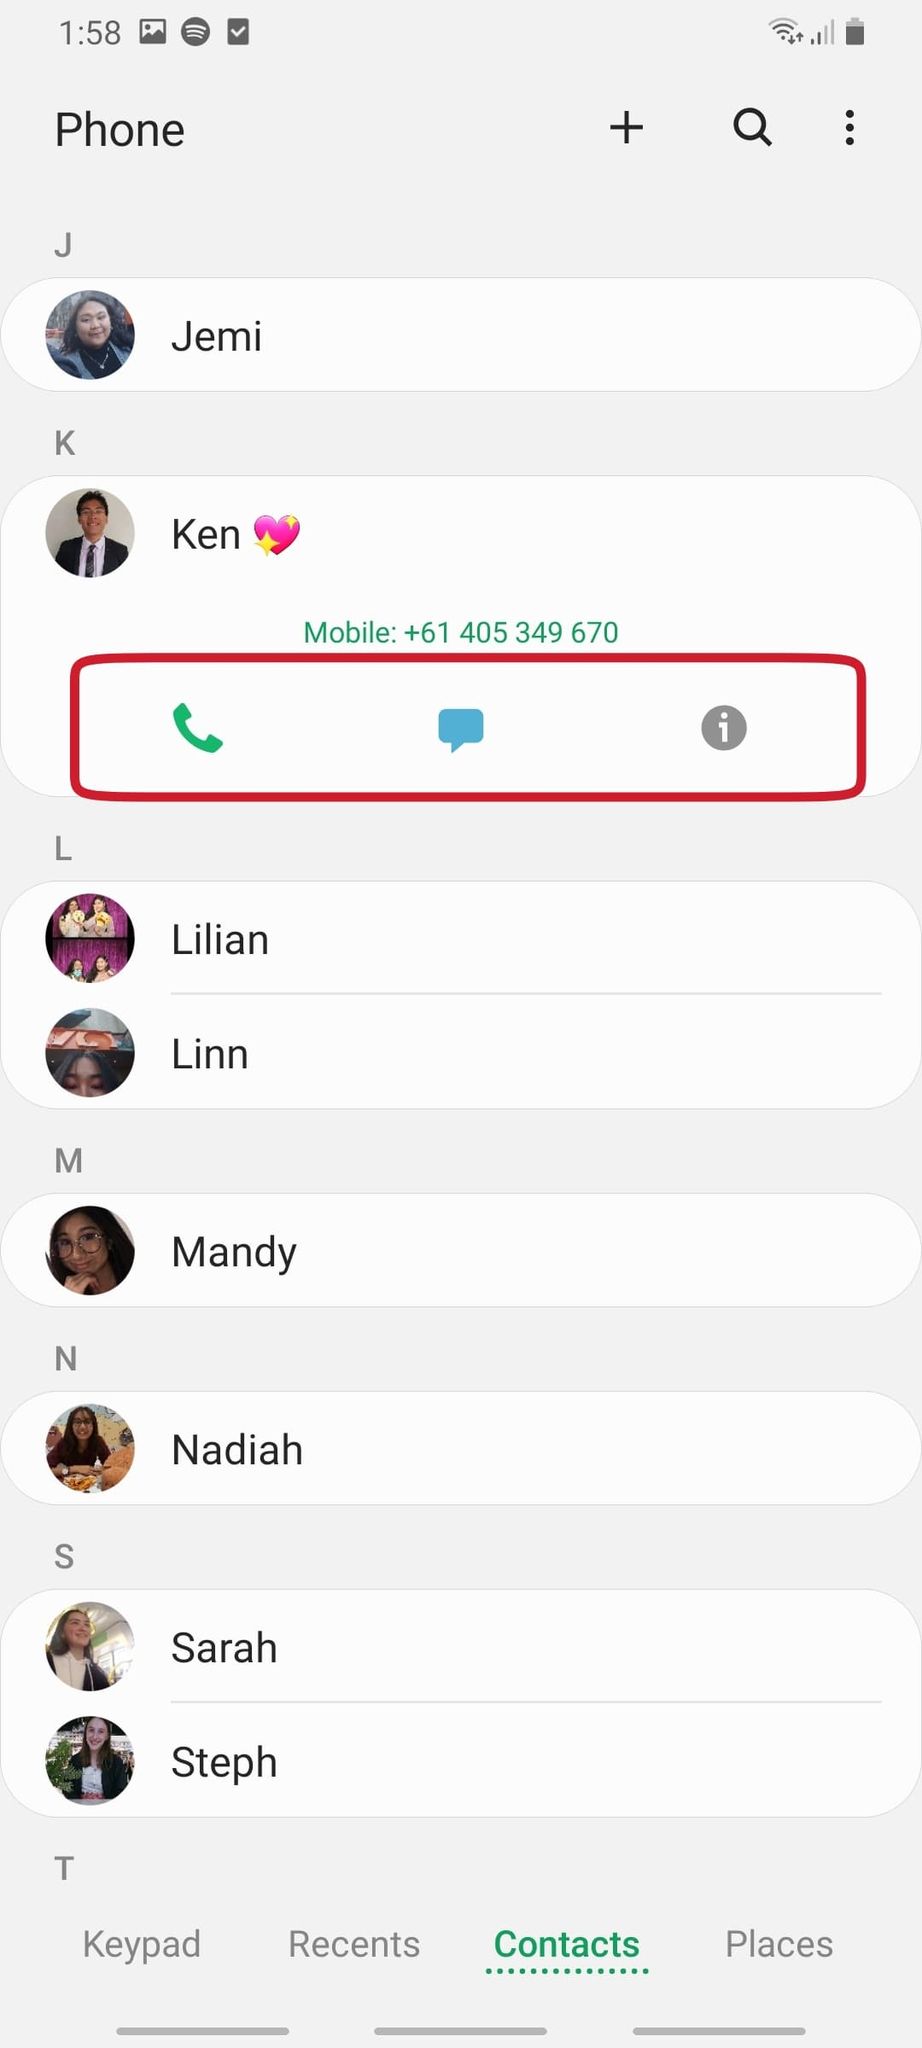 1:58
Phone
J
Jemi
K
Ken 💖
Mobile: +61 405 349 670
L
Lilian
Linn
M
Mandy
N
Nadiah
S
Sarah
Steph
T
Keypad Recents Contacts Places